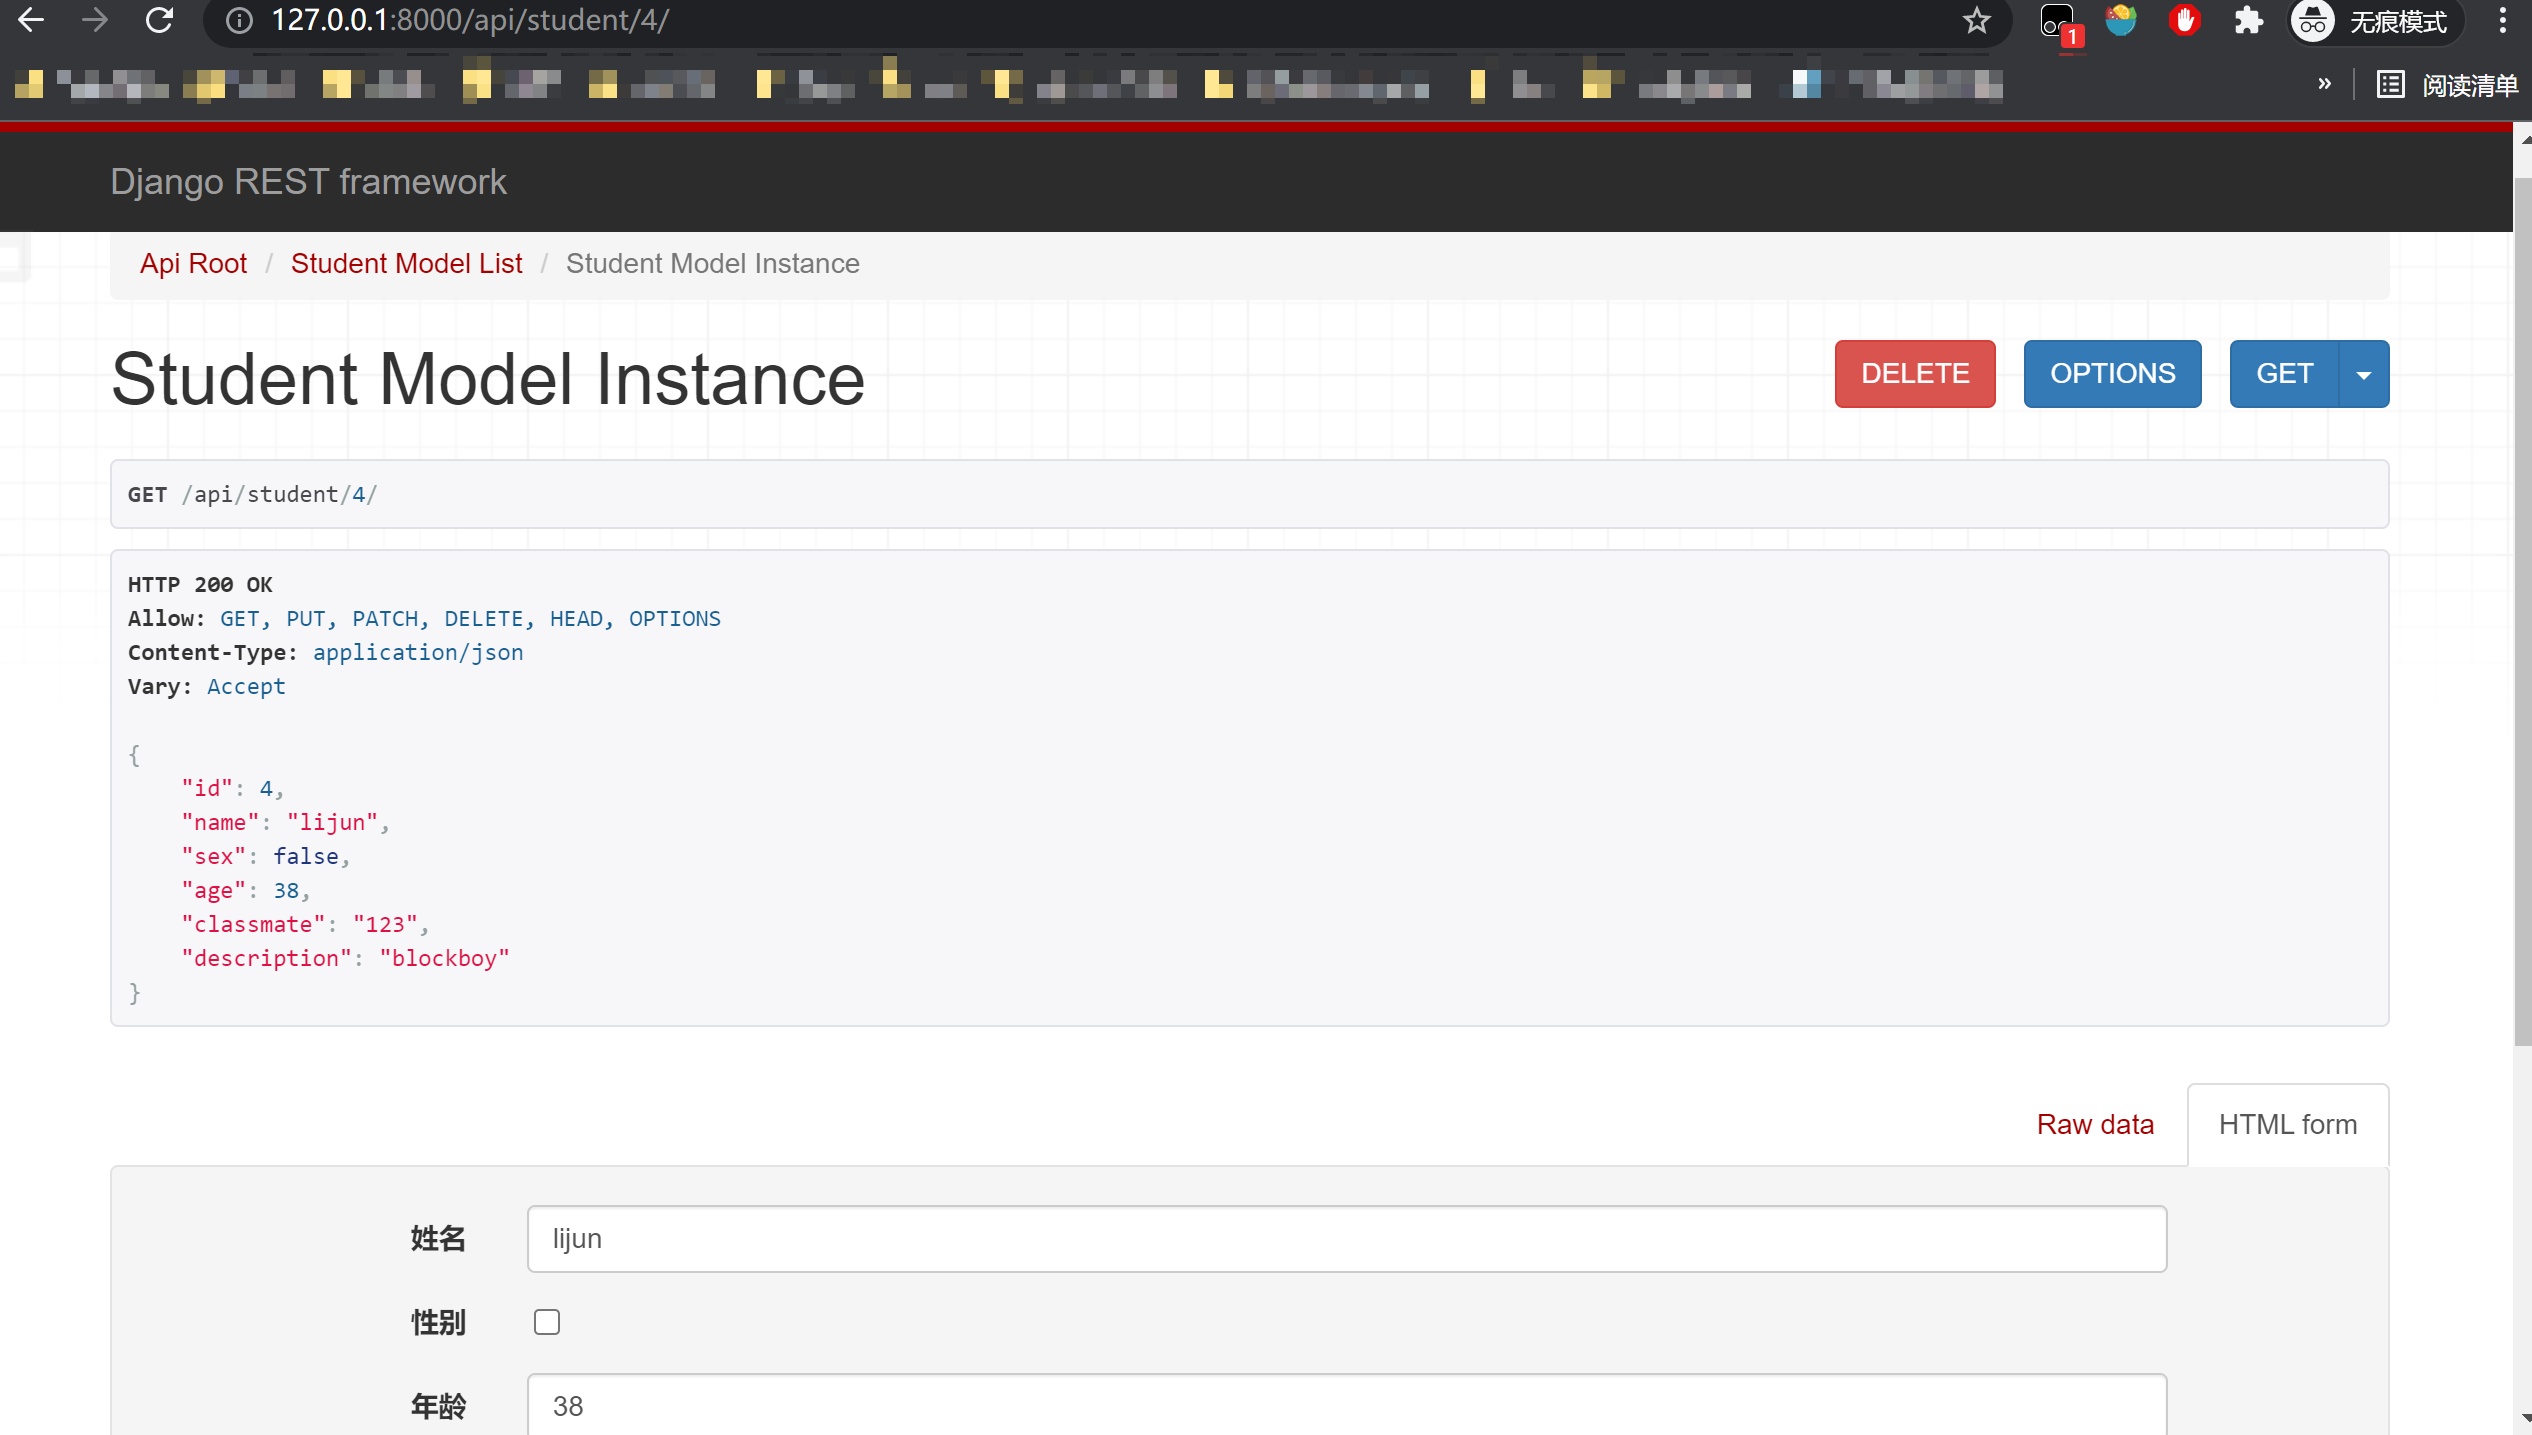 127.0.0.1:8000/api/student/4/
1
无痕模式
» 阅读清单
Django REST framework
Api Root / Student Model List / Student Model Instance
Student Model Instance
DELETE OPTIONS GET
GET /api/student/4/
HTTP 200 OK
Allow: GET, PUT, PATCH, DELETE, HEAD, OPTIONS
Content-Type: application/json
Vary: Accept
{
"id": 4,
"name": "lijun",
"sex": false,
"age": 38,
"classmate": "123",
"description": "blockboy"
}
Raw data HTML form
姓名 lijun
性别
年龄 38